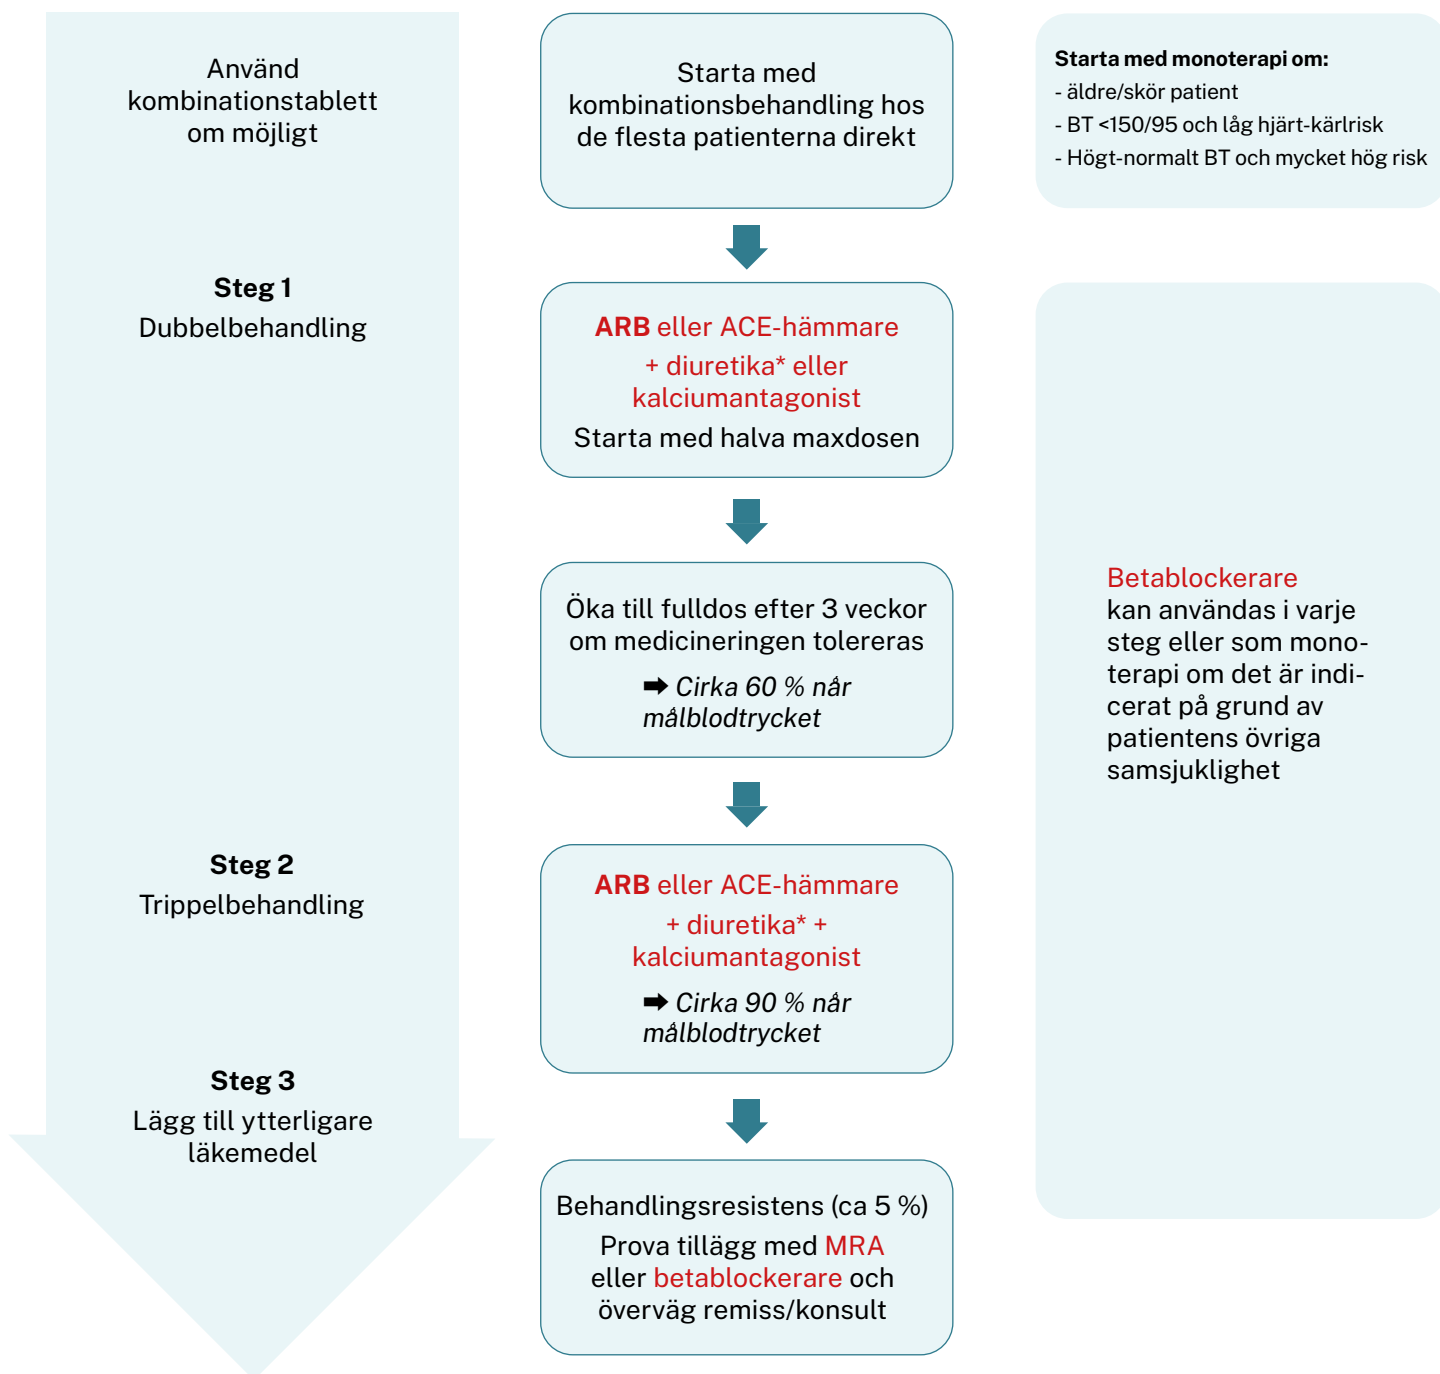 Använd
kombinationstablett
om möjligt
Starta med
kombinationsbehandling hos
de flesta patienterna direkt
Starta med monoterapi om:
- äldre/skör patient
- BT <150/95 och låg hjärt-kärlrisk
- Högt-normalt BT och mycket hög risk
Steg 1
Dubbelbehandling
ARB eller ACE-hämmare
+ diuretika* eller
kalciumantagonist
Starta med halva maxdosen
Öka till fulldos efter 3 veckor
om medicineringen tolereras
➡ Cirka 60 % når
målblodtrycket
Betablockerare
kan användas i varje
steg eller som mono-
terapi om det är indi-
cerat på grund av
patientens övriga
samsjuklighet
Steg 2
Trippelbehandling
ARB eller ACE-hämmare
+ diuretika* +
kalciumantagonist
➡ Cirka 90 % når
målblodtrycket
Steg 3
Lägg till ytterligare
läkemedel
Behandlingsresistens (ca 5 %)
Prova tillägg med MRA
eller betablockerare och
överväg remiss/konsult